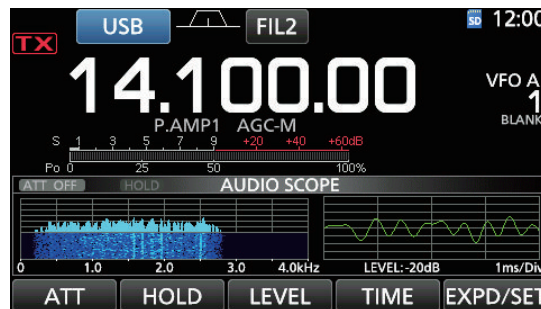 USB FIL2 SD 12:00
TX
14.100.00
VFO A
1
P.AMP1 AGC-M BLANK
S 1 3 5 7 9 +20 +40 +60dB
Po 0 25 50 100%
ATT OFF HOLD AUDIO SCOPE
0 1.0 2.0 3.0 4.0kHz LEVEL:-20dB 1ms/Div
ATT HOLD LEVEL TIME EXPD/SET